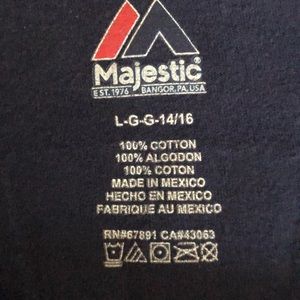 Majestic®
EST. 1976 BANGOR, PA. USA
L-G-G-14/16
100% COTTON
100% ALGODON
100% COTON
MADE IN MEXICO
HECHO EN MEXICO
FABRIQUE AU MEXICO
RN#67891 CA#43063